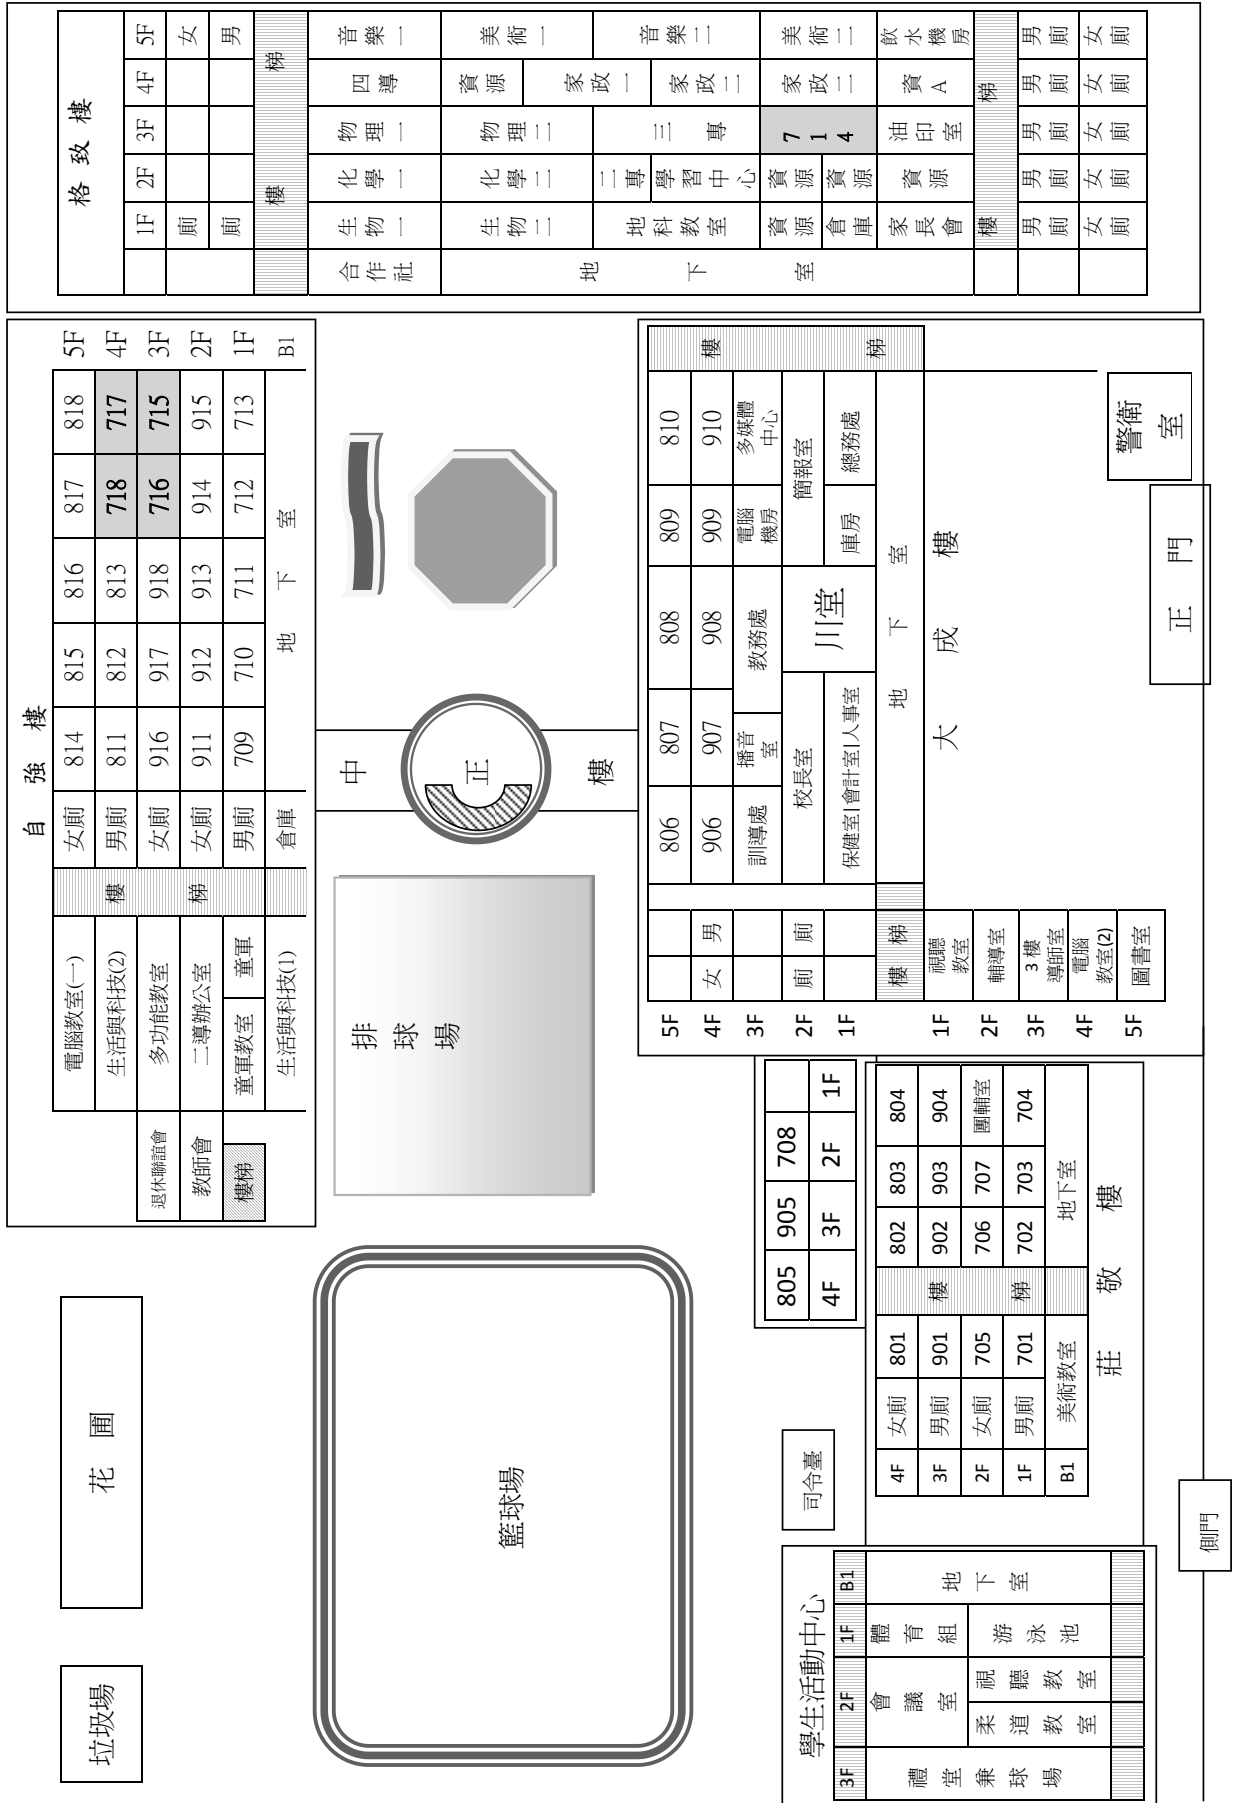 格 致 樓
5F 女 男 梯 音樂一 美術一 音樂二 美術二 飲水機房 男廁 女廁
4F 四導 資源 家政一 家政二 家政二 資A 梯 男廁 女廁
3F 物理一 物理二 三專 714 油印室 男廁 女廁
2F 樓 化學一 化學二 二專 學習中心 資源 資源 資源 男廁 女廁
1F 廁 廁 生物一 生物二 地科教室 資源 倉庫 家長會 樓 男廁 女廁
合作社 地 下 室
自 強 樓
電腦教室(一) 女廁 814 815 816 817 818 5F
生活與科技(2) 樓 男廁 811 812 813 718 717 4F
退休聯誼會 多功能教室 女廁 916 917 918 716 715 3F
教師會 二導辦公室 梯 女廁 911 912 913 914 915 2F
樓梯 童軍教室 童軍 男廁 709 710 711 712 713 1F
生活與科技(1) 倉庫 地 下 室 B1
中
正
樓
排
球
場
5F 806 807 808 809 810
4F 女 男 906 907 908 909 910 樓
3F 訓導處 播音室 教務處 電腦機房 多媒體中心
2F 廁 廁 校長室 川堂 簡報室
1F 保健室|會計室|人事室 庫房 總務處 梯
樓 梯 地 下 室
1F 視聽教室
2F 輔導室
3F 3 樓導師室
4F 電腦教室(2)
5F 圖書室
大 成 樓
警衛室
正 門
805 905 708
4F 3F 2F 1F
4F 女廁 801 802 803 804
3F 男廁 901 樓 902 903 904
2F 女廁 705 706 707 團輔室
1F 男廁 701 梯 702 703 704
B1 美術教室 地下室
莊 敬 樓
花 圃
垃圾場
籃球場
司令臺
側門
學生活動中心
3F 2F 1F B1
禮堂兼球場
會議室
柔道教室
視聽教室
體育組
游泳池
地下室